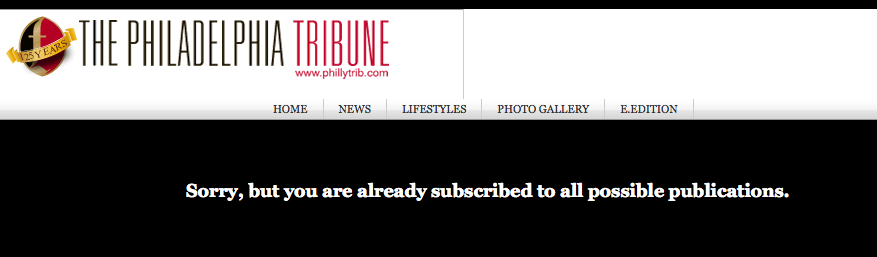 125 YEARS
THE PHILADELPHIA TRIBUNE
www.phillytrib.com
HOME NEWS LIFESTYLES PHOTO GALLERY E.EDITION
Sorry, but you are already subscribed to all possible publications.